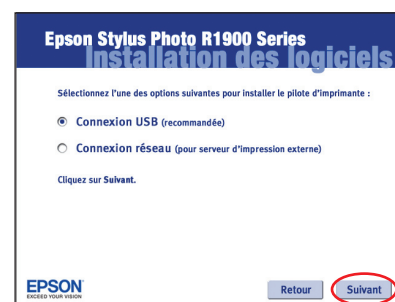 Epson Stylus Photo R1900 Series
Installation des logiciels
Sélectionnez l'une des options suivantes pour installer le pilote d'imprimante :
Connexion USB (recommandée)
Connexion réseau (pour serveur d'impression externe)
Cliquez sur Suivant.
EPSON
EXCEED YOUR VISION
Retour
Suivant